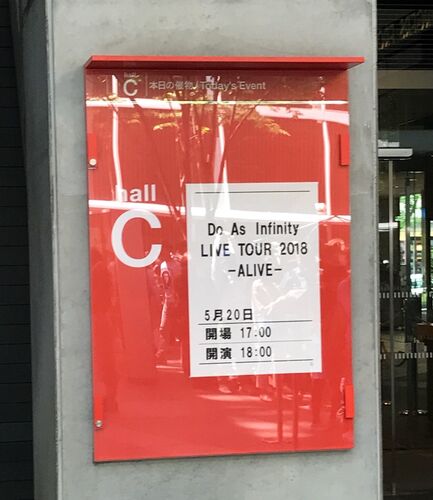 hall
C
本日の催物 / Today's Event
hall
C
Do As Infinity
LIVE TOUR 2018
－ALIVE－
5月20日
開場 17:00
開演 18:00